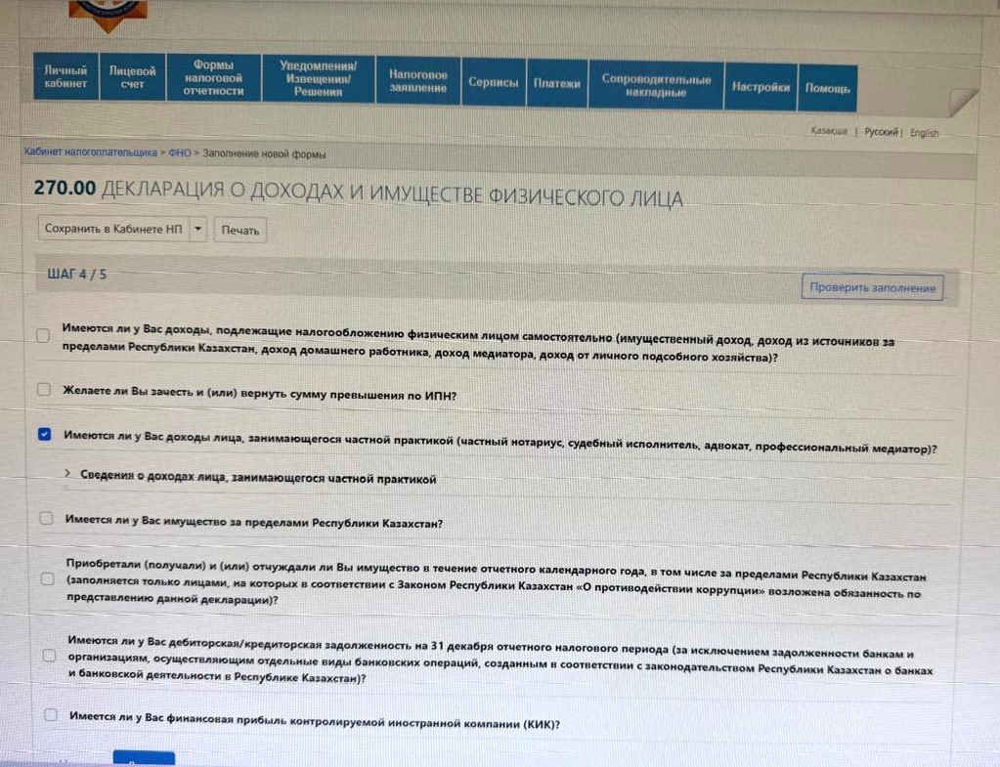 Личный кабинет
Лицевой счет
Формы налоговой отчетности
Уведомления/ Извещения/ Решения
Налоговое заявление
Сервисы
Платежи
Сопроводительные накладные
Настройки
Помощь
Қазақша | Русский | English
Кабинет налогоплательщика > ФНО > Заполнение новой формы
270.00 ДЕКЛАРАЦИЯ О ДОХОДАХ И ИМУЩЕСТВЕ ФИЗИЧЕСКОГО ЛИЦА
Сохранить в Кабинете НП
Печать
ШАГ 4 / 5
Проверить заполнение
Имеются ли у Вас доходы, подлежащие налогообложению физическим лицом самостоятельно (имущественный доход, доход из источников за
пределами Республики Казахстан, доход домашнего работника, доход медиатора, доход от личного подсобного хозяйства)?
Желаете ли Вы зачесть и (или) вернуть сумму превышения по ИПН?
Имеются ли у Вас доходы лица, занимающегося частной практикой (частный нотариус, судебный исполнитель, адвокат, профессиональный медиатор)?
> Сведения о доходах лица, занимающегося частной практикой
Имеется ли у Вас имущество за пределами Республики Казахстан?
Приобретали (получали) и (или) отчуждали ли Вы имущество в течение отчетного календарного года, в том числе за пределами Республики Казахстан
(заполняется только лицами, на которых в соответствии с Законом Республики Казахстан «О противодействии коррупции» возложена обязанность по
представлению данной декларации)?
Имеются ли у Вас дебиторская/кредиторская задолженность на 31 декабря отчетного налогового периода (за исключением задолженности банкам и
организациям, осуществляющим отдельные виды банковских операций, созданным в соответствии с законодательством Республики Казахстан о банках
и банковской деятельности в Республике Казахстан)?
Имеется ли у Вас финансовая прибыль контролируемой иностранной компании (КИК)?